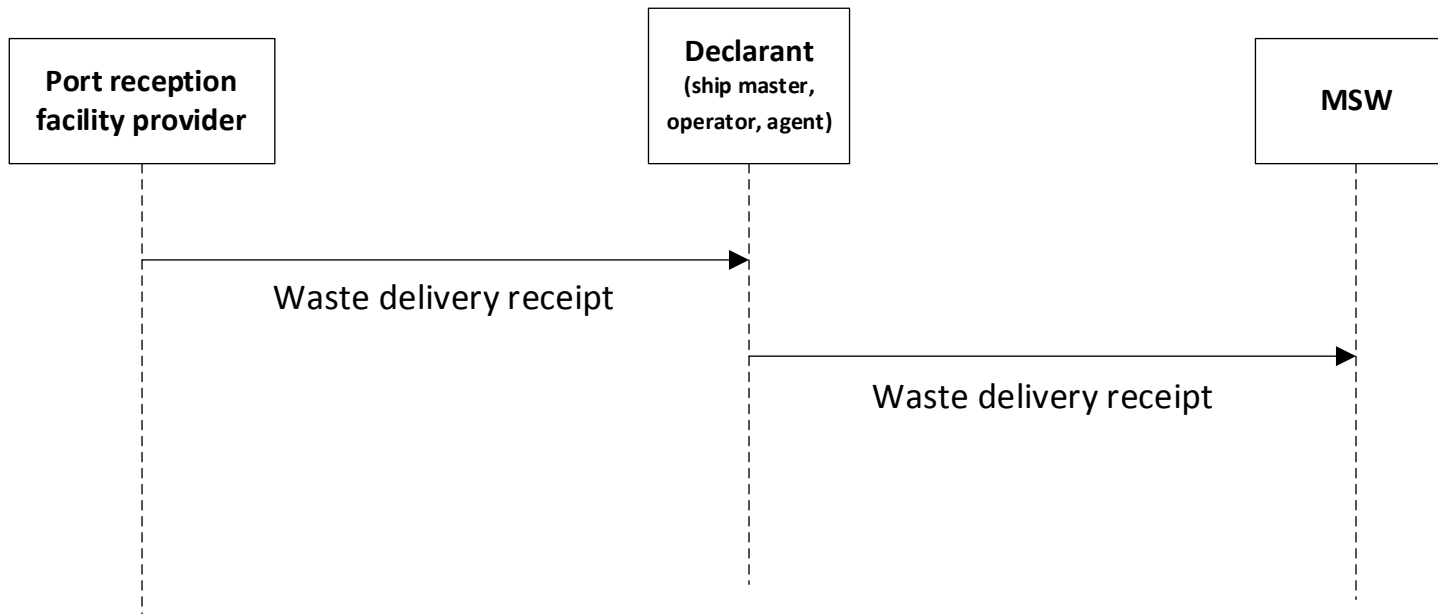 Port reception
facility provider
Declarant
(ship master,
operator, agent)
MSW
Waste delivery receipt
Waste delivery receipt